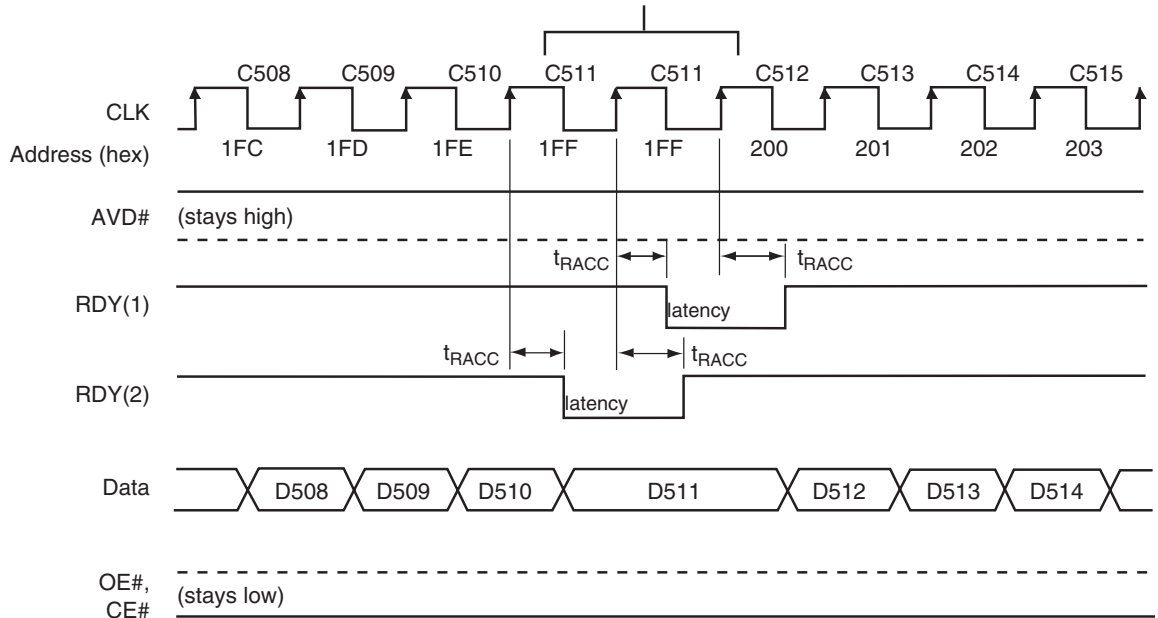 C508 C509 C510 C511 C511 C512 C513 C514 C515
CLK
Address (hex) 1FC 1FD 1FE 1FF 1FF 200 201 202 203
AVD# (stays high)
tRACC tRACC
RDY(1) latency
tRACC tRACC
RDY(2) latency
Data D508 D509 D510 D511 D512 D513 D514
OE#,
CE# (stays low)